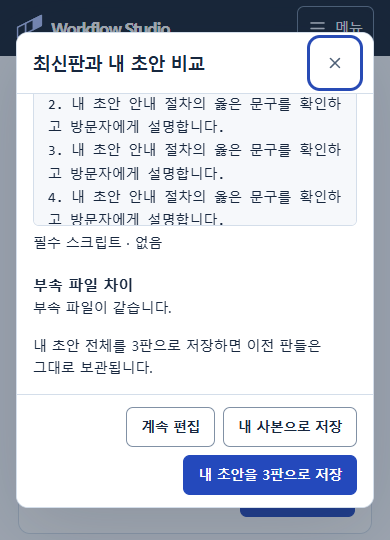 Workflow Studio
메뉴
최신판과 내 초안 비교
2. 내 초안 안내 절차의 옳은 문구를 확인하
고 방문자에게 설명합니다.
3. 내 초안 안내 절차의 옳은 문구를 확인하
고 방문자에게 설명합니다.
4. 내 초안 안내 절차의 옳은 문구를 확인하
고 방문자에게 설명합니다.
필수 스크립트 · 없음
부속 파일 차이
부속 파일이 같습니다.
내 초안 전체를 3판으로 저장하면 이전 판들은
그대로 보관됩니다.
계속 편집
내 사본으로 저장
내 초안을 3판으로 저장